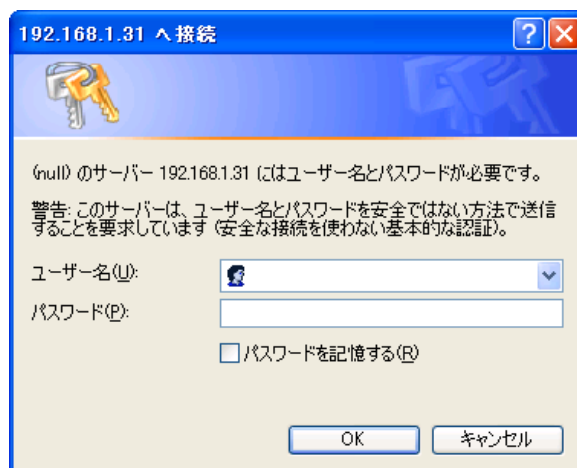 192.168.1.31 へ接続
(null) のサーバー 192.168.1.31 にはユーザー名とパスワードが必要です。
警告: このサーバーは、ユーザー名とパスワードを安全ではない方法で送信
することを要求しています (安全な接続を使わない基本的な認証)。
ユーザー名(U):
パスワード(P):
パスワードを記憶する(R)
OK キャンセル